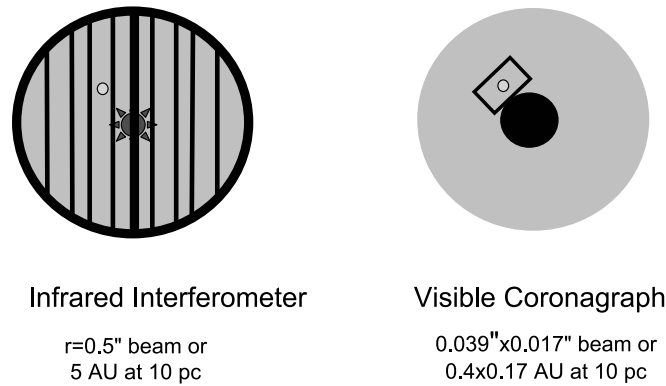 Infrared Interferometer
r=0.5" beam or
5 AU at 10 pc
Visible Coronagraph
0.039"x0.017" beam or
0.4x0.17 AU at 10 pc